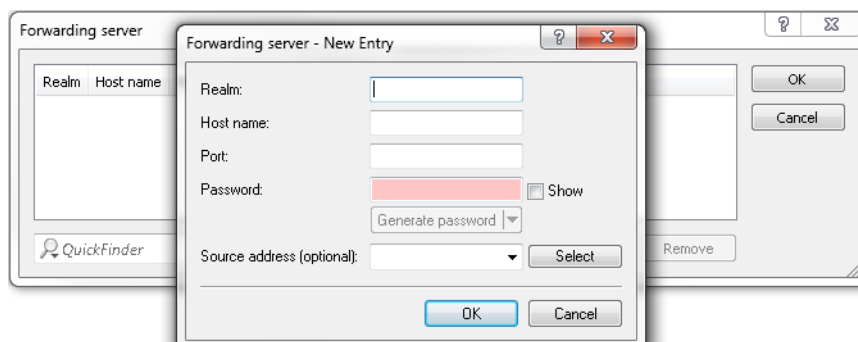 Forwarding server
Forwarding server - New Entry
Realm Host name
OK
Cancel
Realm:
Host name:
Port:
Password:
Show
Generate password
Source address (optional):
Select
QuickFinder
Remove
OK
Cancel